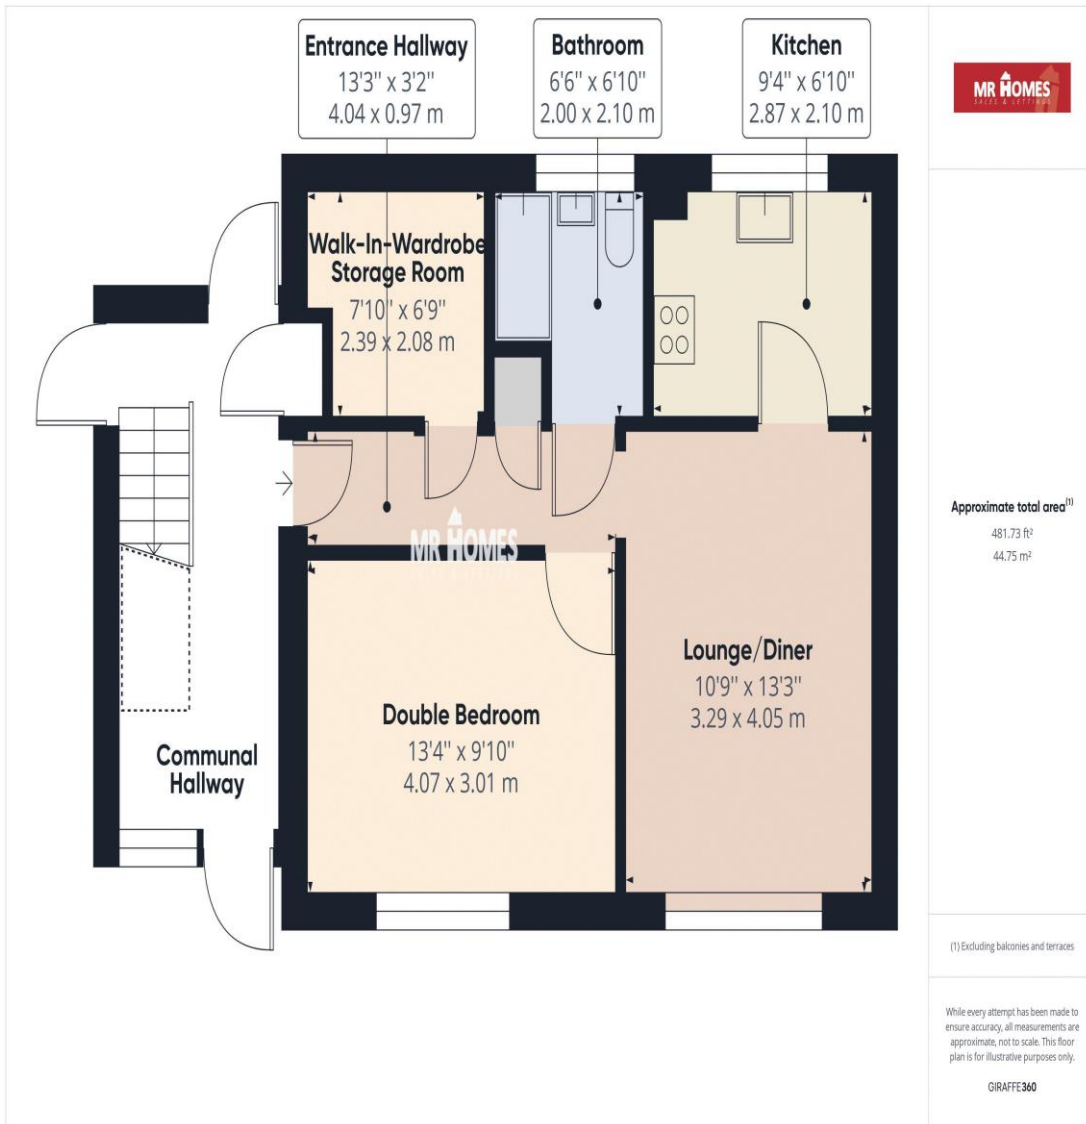 Entrance Hallway
13'3" x 3'2"
4.04 x 0.97 m
Bathroom
6'6" x 6'10"
2.00 x 2.10 m
Kitchen
9'4" x 6'10"
2.87 x 2.10 m
MR HOMES
SALES & LETTINGS
Walk-In-Wardrobe
Storage Room
7'10" x 6'9"
2.39 x 2.08 m
MR HOMES
Approximate total area(1)
481.73 ft²
44.75 m²
Lounge/Diner
10'9" x 13'3"
3.29 x 4.05 m
Double Bedroom
13'4" x 9'10"
4.07 x 3.01 m
Communal
Hallway
(1) Excluding balconies and terraces
While every attempt has been made to
ensure accuracy, all measurements are
approximate, not to scale. This floor
plan is for illustrative purposes only.
GIRAFFE360